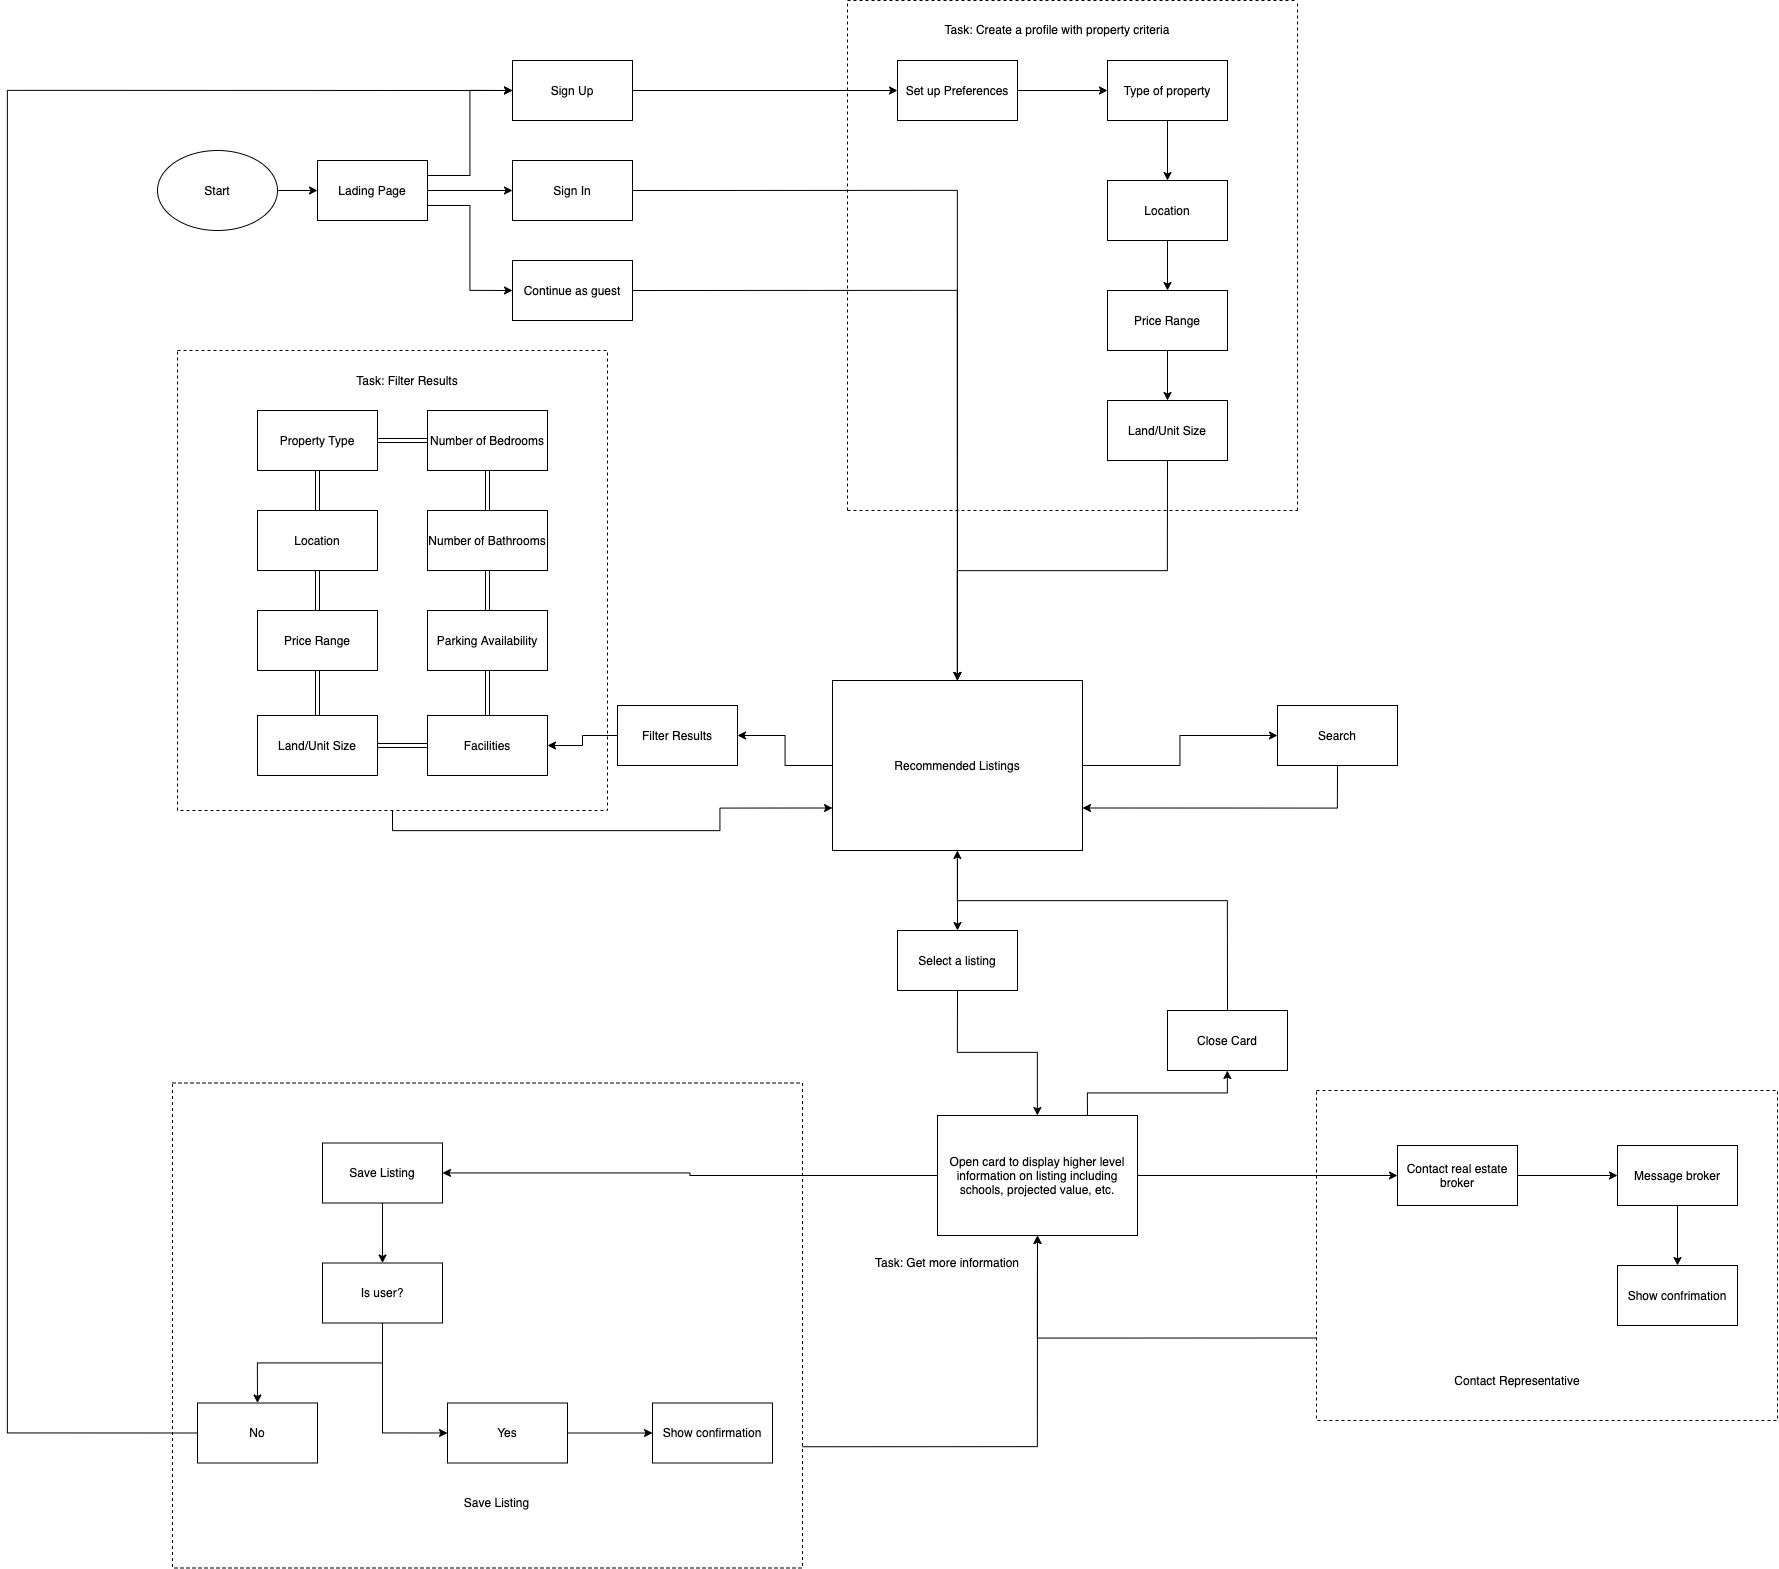 Task: Create a profile with property criteria
Sign Up
Set up Preferences
Type of property
Start
Lading Page
Sign In
Location
Continue as guest
Price Range
Task: Filter Results
Property Type
Number of Bedrooms
Land/Unit Size
Location
Number of Bathrooms
Price Range
Parking Availability
Land/Unit Size
Facilities
Filter Results
Recommended Listings
Search
Select a listing
Close Card
Save Listing
Open card to display higher level
information on listing including
schools, projected value, etc.
Contact real estate
broker
Message broker
Task: Get more information
Is user?
Show confrimation
Contact Representative
No
Yes
Show confirmation
Save Listing